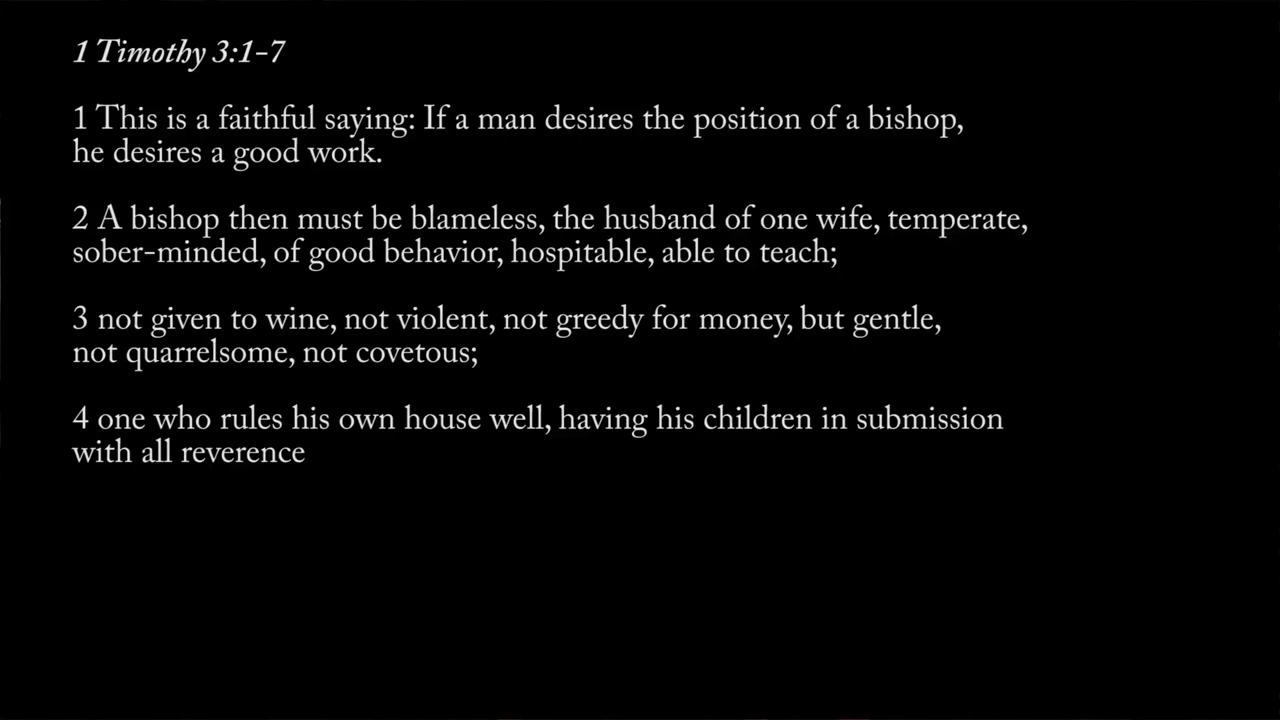 1 Timothy 3:1-7
1 This is a faithful saying: If a man desires the position of a bishop,
he desires a good work.
2 A bishop then must be blameless, the husband of one wife, temperate,
sober-minded, of good behavior, hospitable, able to teach;
3 not given to wine, not violent, not greedy for money, but gentle,
not quarrelsome, not covetous;
4 one who rules his own house well, having his children in submission
with all reverence